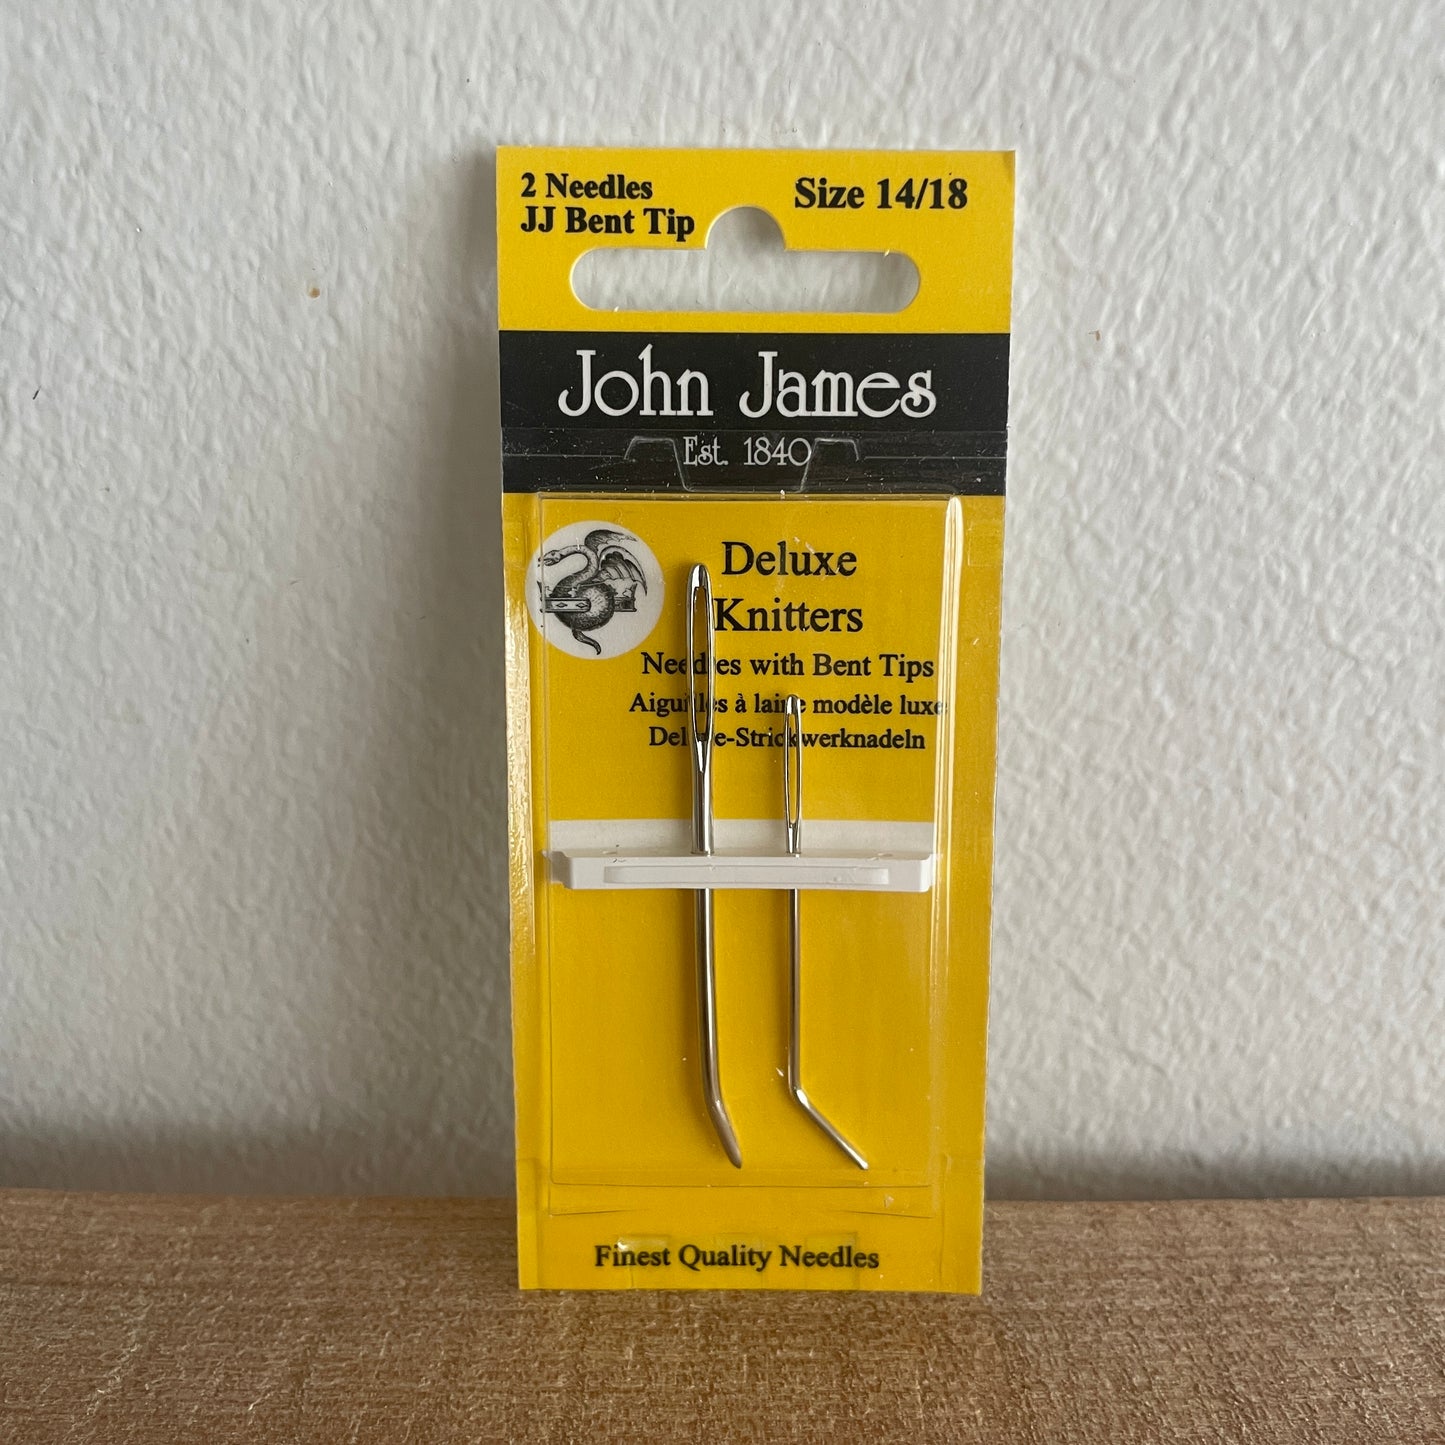 2 Needles
JJ Bent Tip
Size 14/18
John James
Est. 1840
Deluxe
Knitters
Needles with Bent Tips
Aiguilles à laine modèle luxe
Deluxe-Strickwerknadeln
Finest Quality Needles